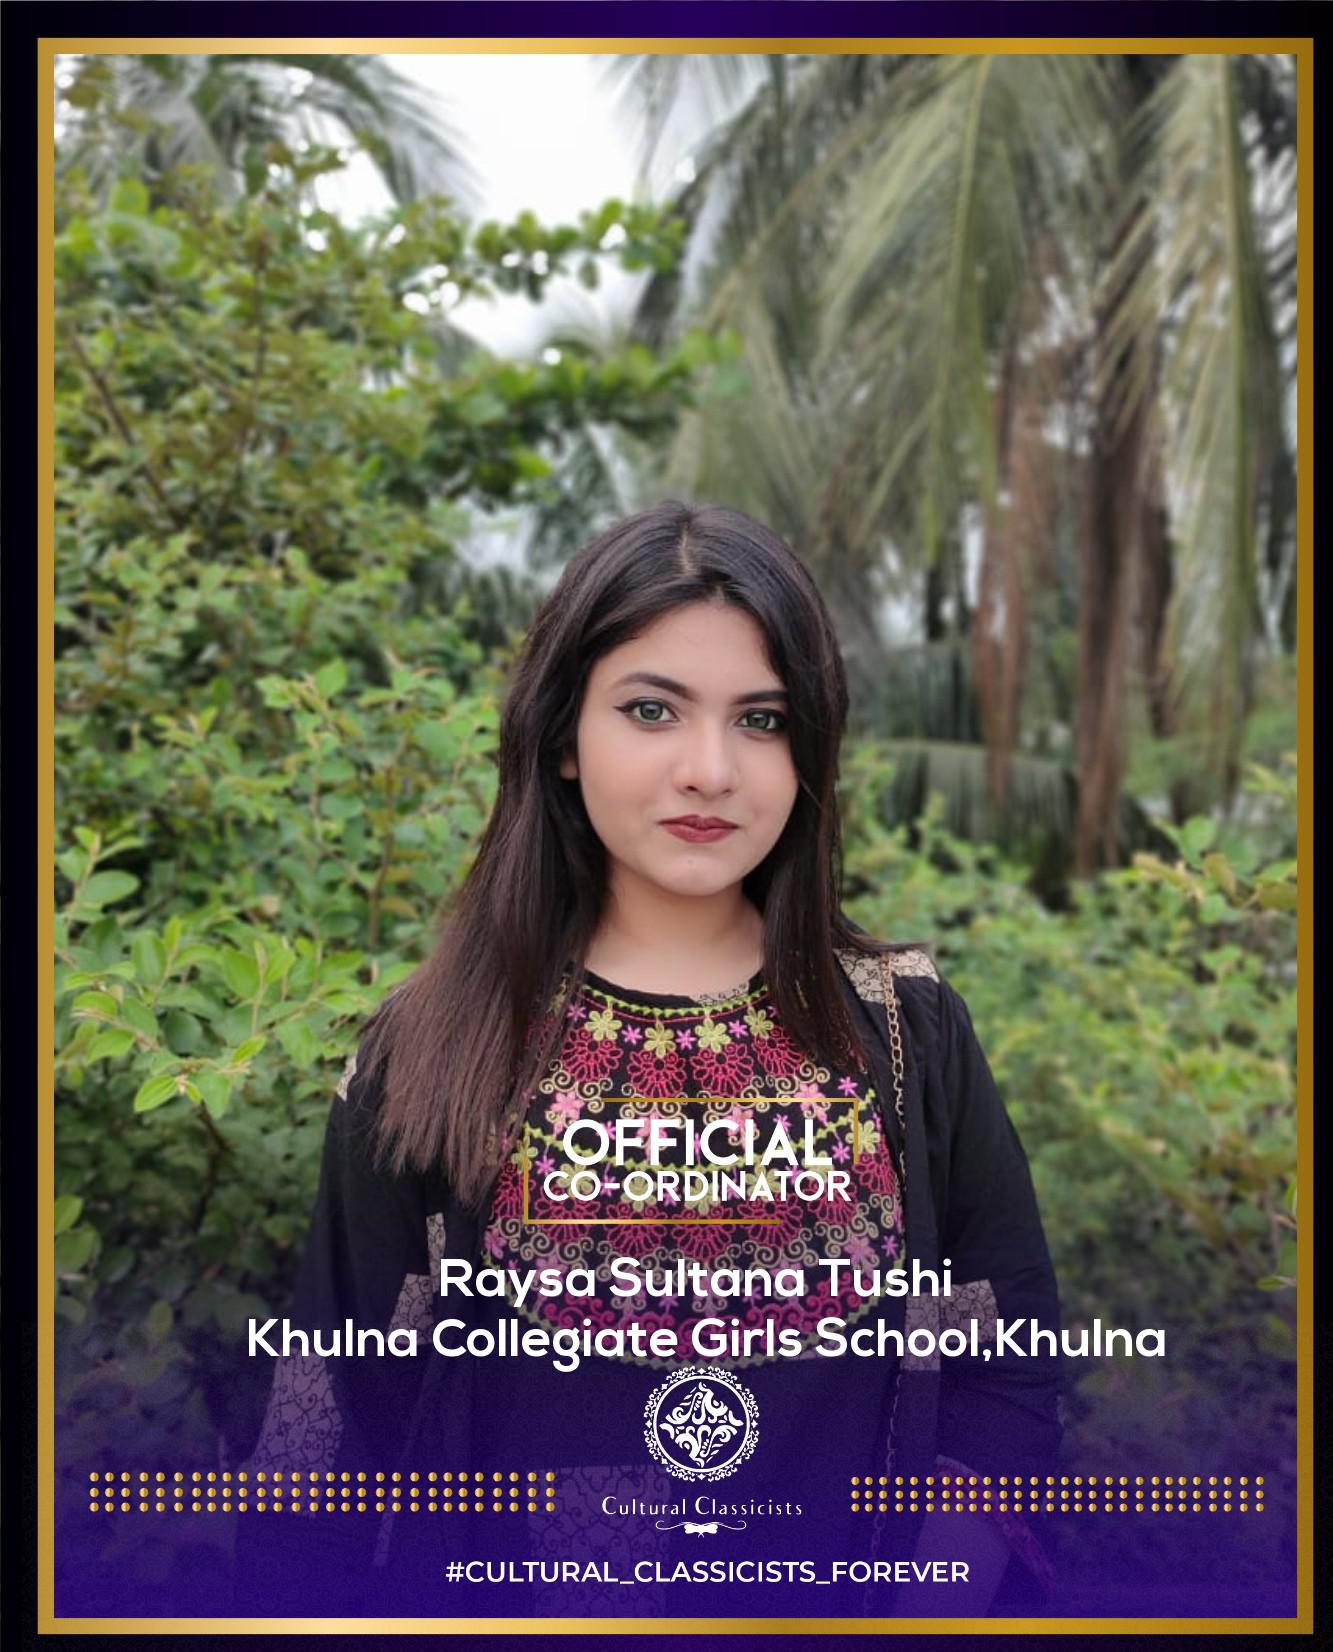 OFFICIAL
CO-ORDINATOR
Raysa Sultana Tushi
Khulna Collegiate Girls School,Khulna
Cultural Classicists
#CULTURAL_CLASSICISTS_FOREVER